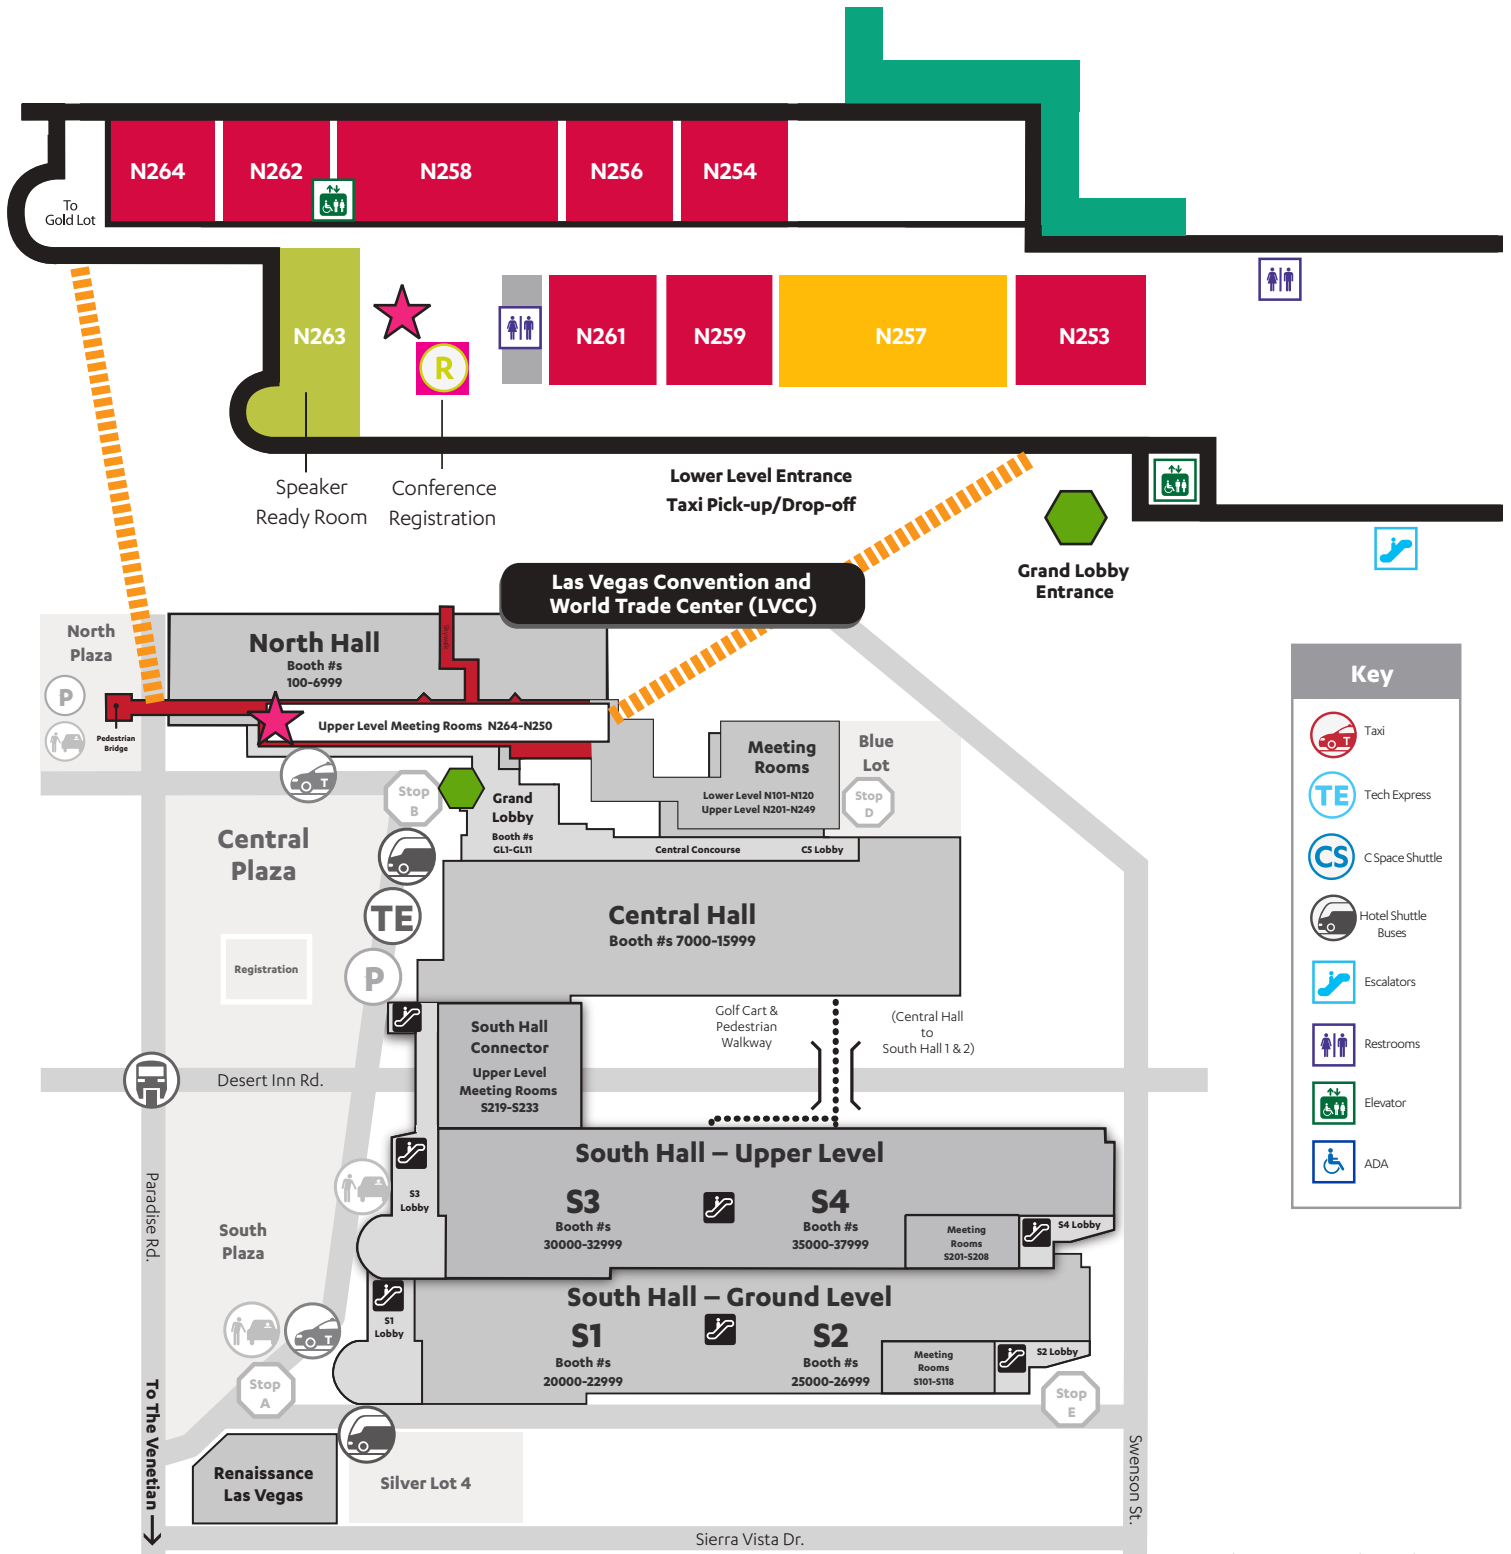 N264
N262
N258
N256
N254
To
Gold Lot
N263
R
N261
N259
N257
N253
Speaker
Ready Room
Conference
Registration
Lower Level Entrance
Taxi Pick-up/Drop-off
Grand Lobby
Entrance
Las Vegas Convention and
World Trade Center (LVCC)
North
Plaza
P
Pedestrian
Bridge
North Hall
Booth #s
100-6999
Upper Level Meeting Rooms N264-N250
T
Stop
B
Grand
Lobby
Booth #s
GL1-GL11
Meeting
Rooms
Lower Level N101-N120
Upper Level N201-N249
Blue
Lot
Stop
D
Central Concourse
CS Lobby
Central
Plaza
TE
P
Registration
Central Hall
Booth #s 7000-15999
South Hall
Connector
Upper Level
Meeting Rooms
S219-S233
Golf Cart &
Pedestrian
Walkway
(Central Hall
to
South Hall 1 & 2)
Desert Inn Rd.
Paradise Rd.
South Hall – Upper Level
S3
Booth #s
30000-32999
S4
Booth #s
35000-37999
S3
Lobby
Meeting
Rooms
S201-S208
S4 Lobby
South
Plaza
South Hall – Ground Level
S1
Booth #s
20000-22999
S2
Booth #s
25000-26999
S1
Lobby
Meeting
Rooms
S101-S118
S2 Lobby
T
Stop
A
Stop
E
To The Venetian
Renaissance
Las Vegas
Silver Lot 4
Swenson St.
Sierra Vista Dr.
Key
T
Taxi
TE
Tech Express
CS
C Space Shuttle
Hotel Shuttle
Buses
Escalators
Restrooms
Elevator
ADA